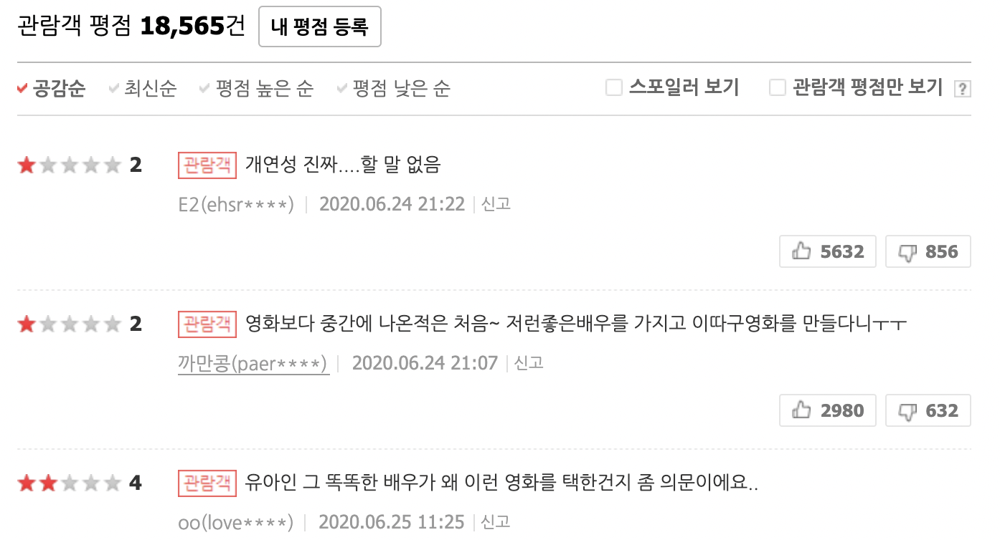 관람객 평점 18,565건 내 평점 등록
공감순 최신순 평점 높은 순 평점 낮은 순 스포일러 보기 관람객 평점만 보기 ?
2 관람객 개연성 진짜....할 말 없음
E2(ehsr****) 2020.06.24 21:22 신고
5632 856
2 관람객 영화보다 중간에 나온적은 처음~ 저런좋은배우를 가지고 이따구영화를 만들다니ㅜㅜ
까만콩(paer****) 2020.06.24 21:07 신고
2980 632
4 관람객 유아인 그 똑똑한 배우가 왜 이런 영화를 택한건지 좀 의문이에요..
oo(love****) 2020.06.25 11:25 신고